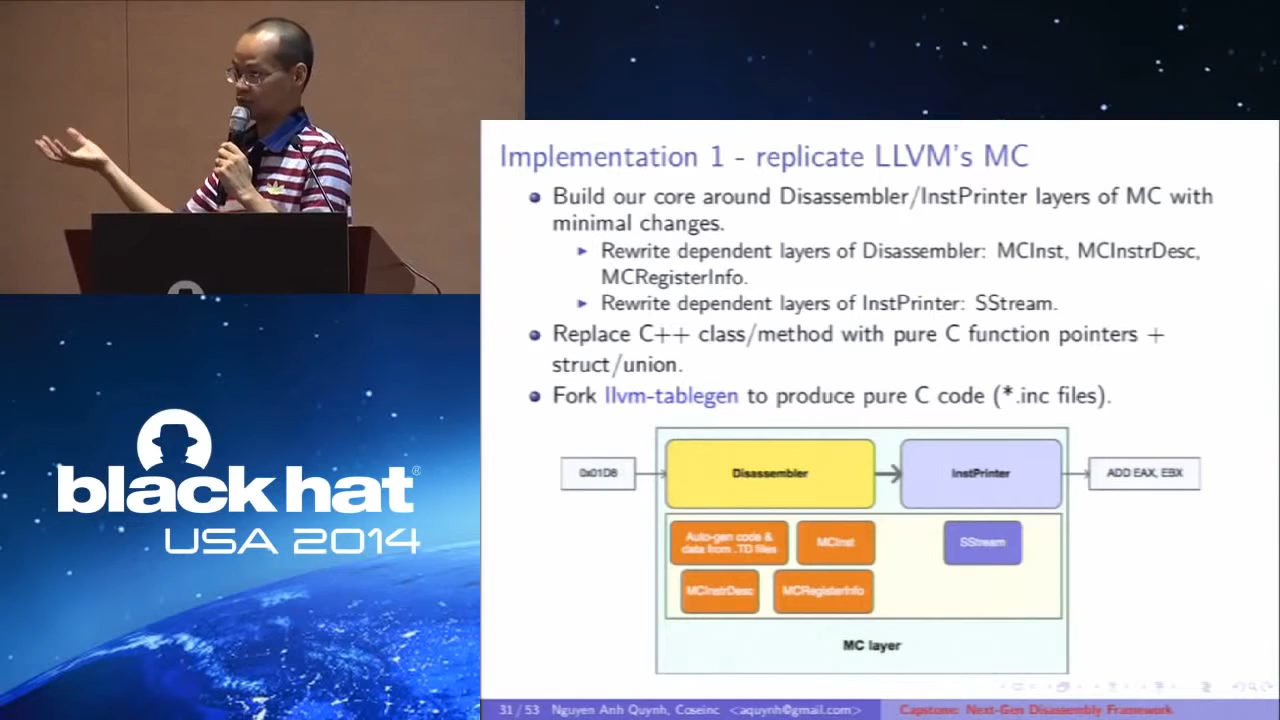 Implementation 1 - replicate LLVM's MC
Build our core around Disassembler/InstPrinter layers of MC with
minimal changes.
Rewrite dependent layers of Disassembler: MCInst, MCInstrDesc,
MCRegisterInfo.
Rewrite dependent layers of InstPrinter: SStream.
Replace C++ class/method with pure C function pointers +
struct/union.
Fork llvm-tablegen to produce pure C code (*.inc files).
0x01D8
Disassembler
InstPrinter
ADD EAX, EBX
Auto-gen code &
data from .TD files
MCInst
SStream
MCInstrDesc
MCRegisterInfo
MC layer
31 / 53 Nguyen Anh Quynh, Coseinc <aquynh@gmail.com>
Capstone: Next-Gen Disassembly Framework
black hat®
USA 2014